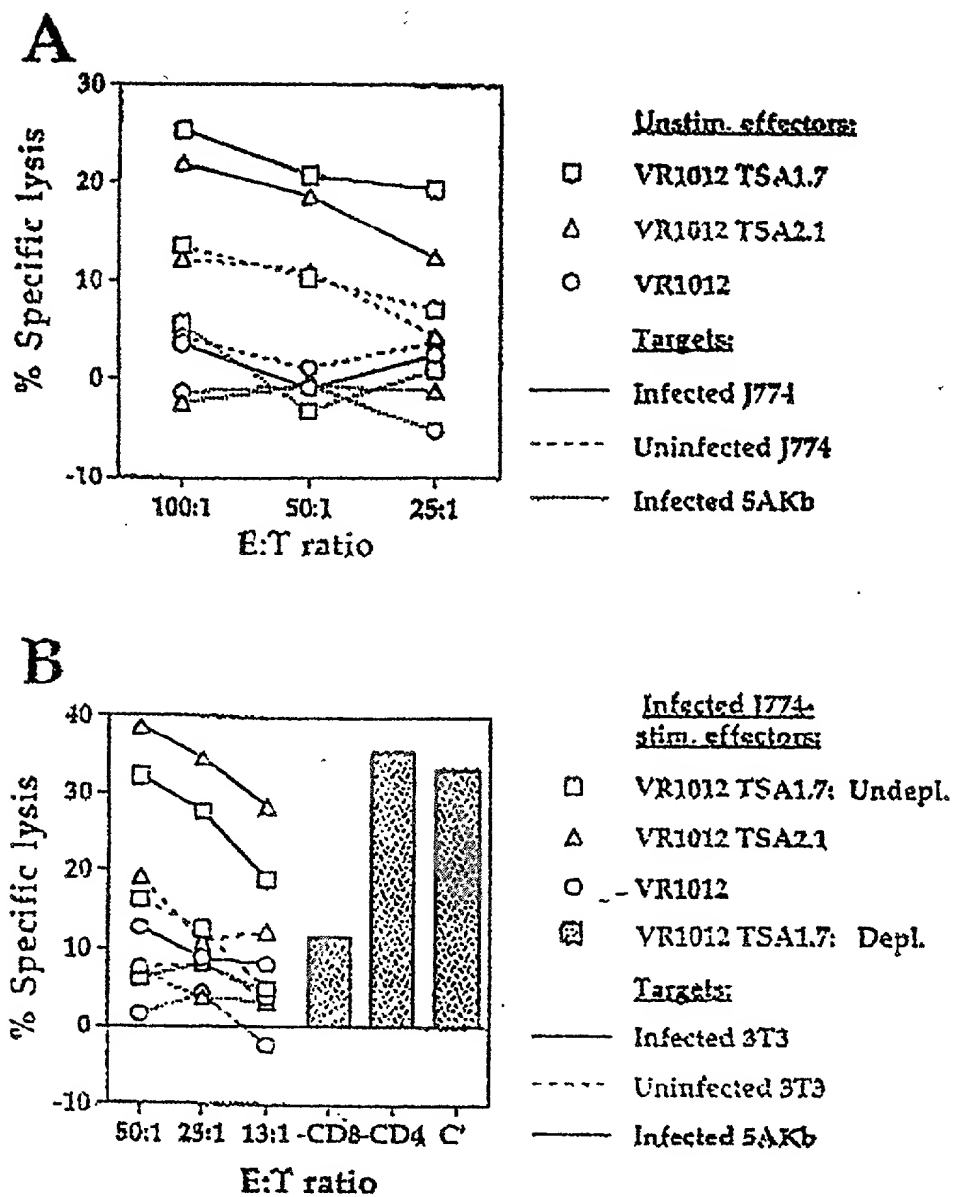 A
% Specific lysis
30
20
10
0
-10
100:1 50:1 25:1
E:T ratio
Unstim. effectors:
VR1012 TSA1.7
VR1012 TSA2.1
VR1012
Targets:
Infected J774
Uninfected J774
Infected 5AKb
B
% Specific lysis
40
30
20
10
0
-10
50:1 25:1 13:1 -CD8 -CD4 C'
E:T ratio
Infected J774-
stim. effectors:
VR1012 TSA1.7: Undepl.
VR1012 TSA2.1
VR1012
VR1012 TSA1.7: Depl.
Targets:
Infected 3T3
Uninfected 3T3
Infected 5AKb